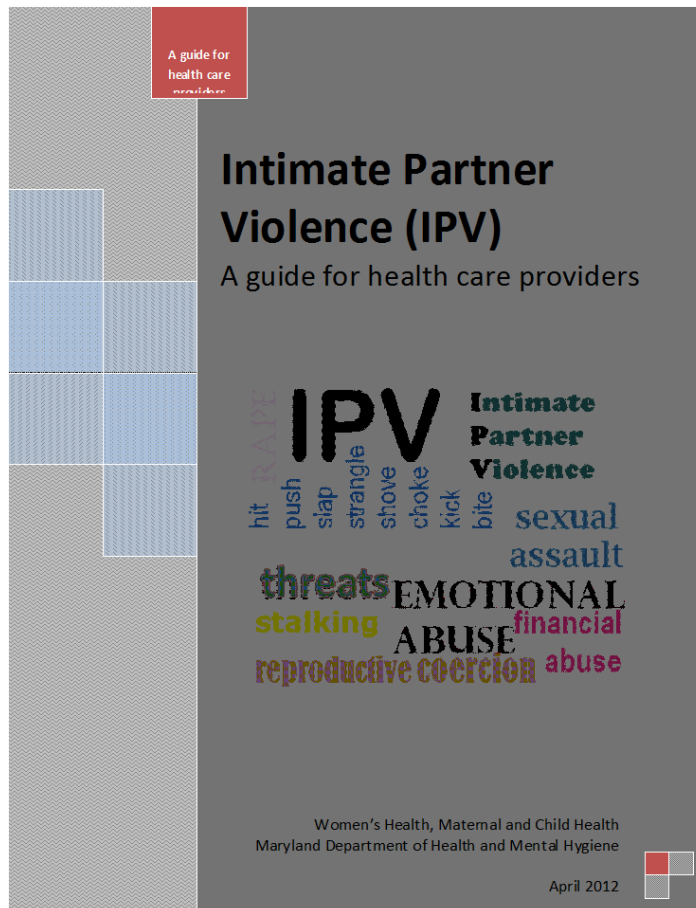 A guide for
health care
providers
Intimate Partner
Violence (IPV)
A guide for health care providers
RAPE
IPV
Intimate
Partner
Violence
hit
push
slap
strangle
shove
choke
kick
bite
sexual
assault
threats
EMOTIONAL
ABUSE
stalking
financial
abuse
reproductive coercion
Women's Health, Maternal and Child Health
Maryland Department of Health and Mental Hygiene
April 2012